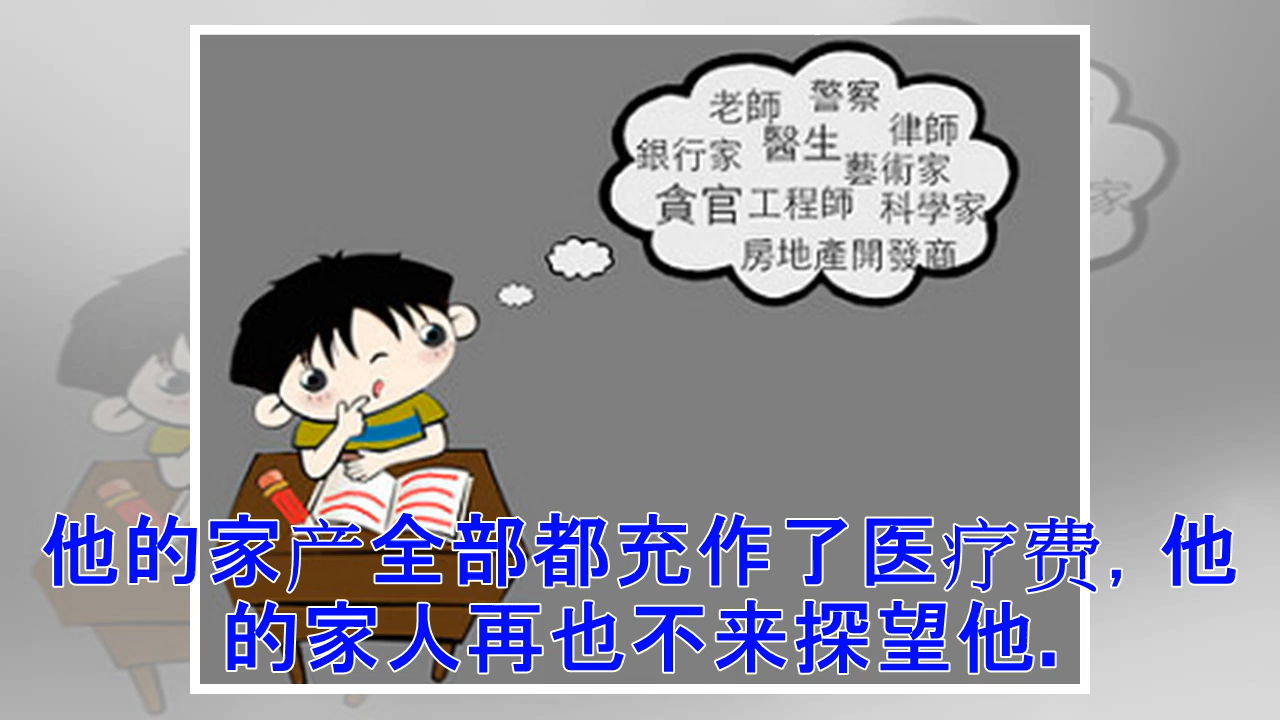 老師 警察
律師
銀行家 醫生
藝術家
貪官 工程師 科學家
房地產開發商
家
他的家产全部都充作了医疗费, 他
的家人再也不来探望他.